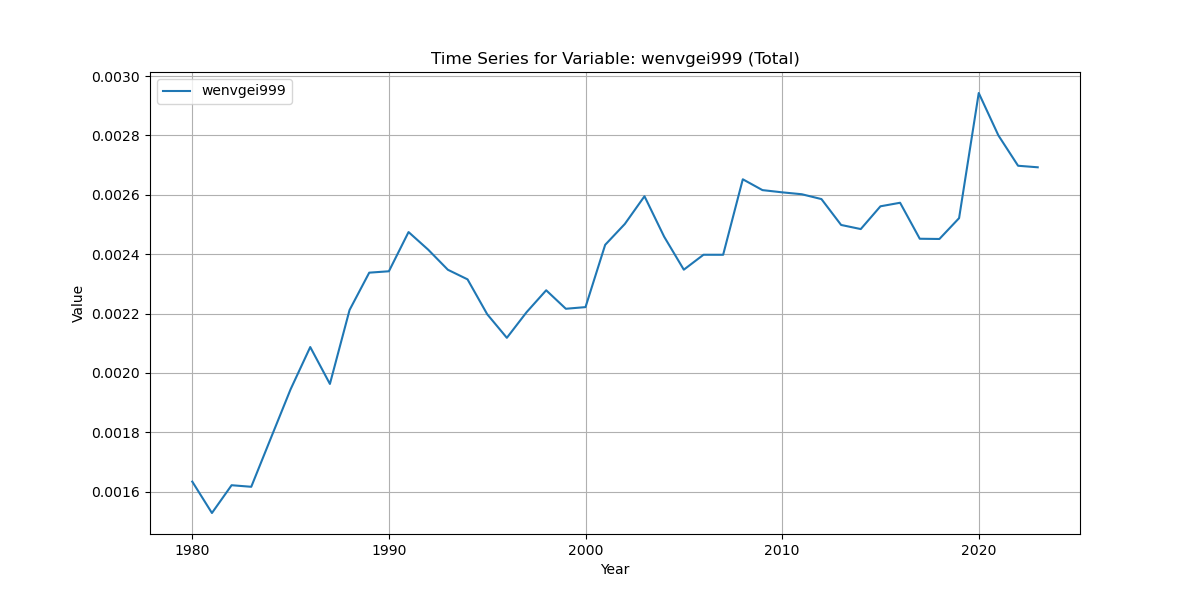 Time Series for Variable: wenvgei999 (Total)
wenvgei999
Value
0.0030
0.0028
0.0026
0.0024
0.0022
0.0020
0.0018
0.0016
1980 1990 2000 2010 2020
Year